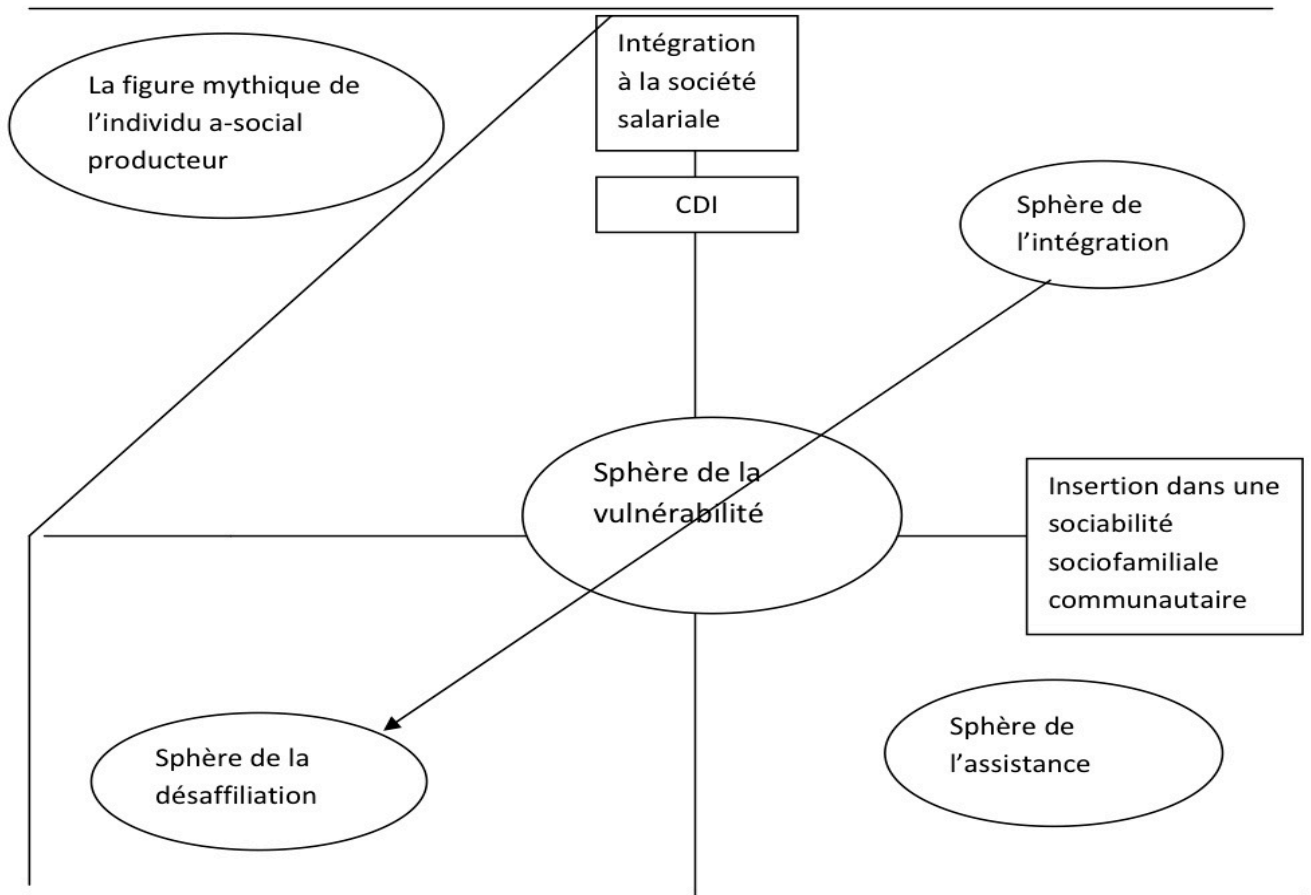 La figure mythique de
l’individu a-social
producteur
Intégration
à la société
salariale
CDI
Sphère de
l’intégration
Sphère de la
vulnérabilité
Insertion dans une
sociabilité
sociofamiliale
communautaire
Sphère de la
désaffiliation
Sphère de
l’assistance